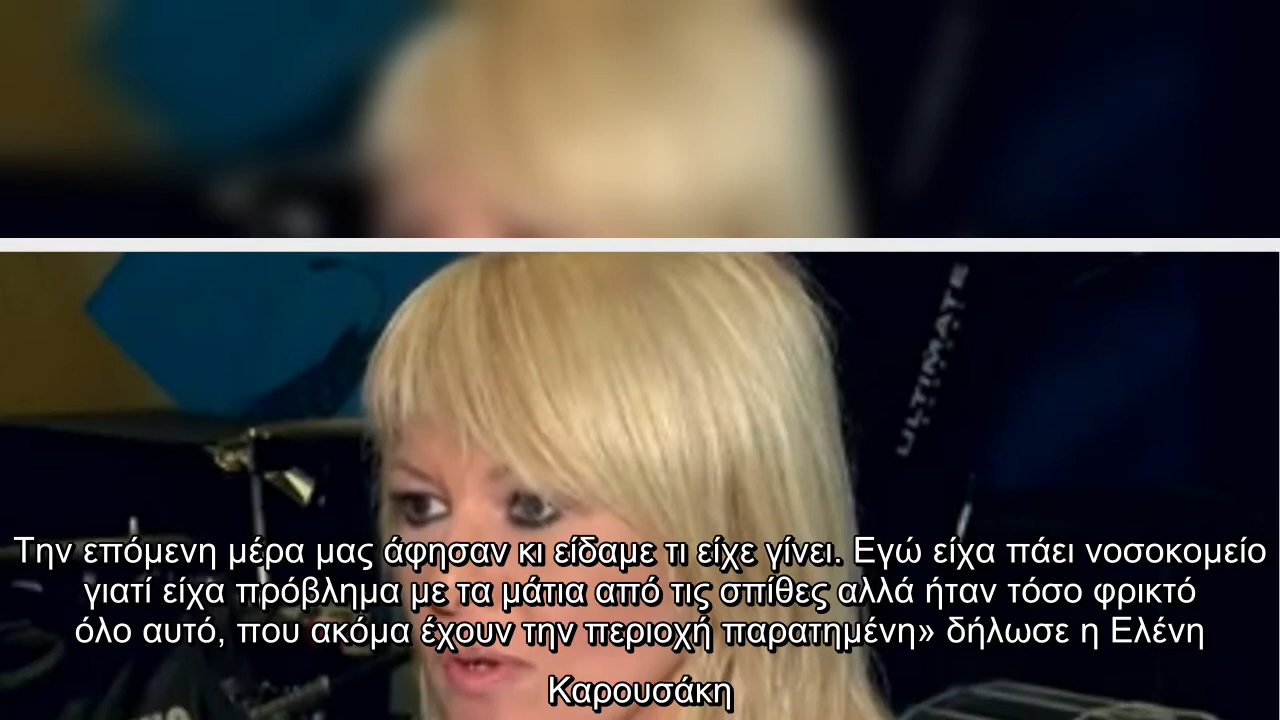 ULTIMATE
Την επόμενη μέρα μας άφησαν κι είδαμε τι είχε γίνει. Εγώ είχα πάει νοσοκομείο
γιατί είχα πρόβλημα με τα μάτια από τις σπίθες αλλά ήταν τόσο φρικτό
όλο αυτό, που ακόμα έχουν την περιοχή παρατημένη» δήλωσε η Ελένη
Καρουσάκη